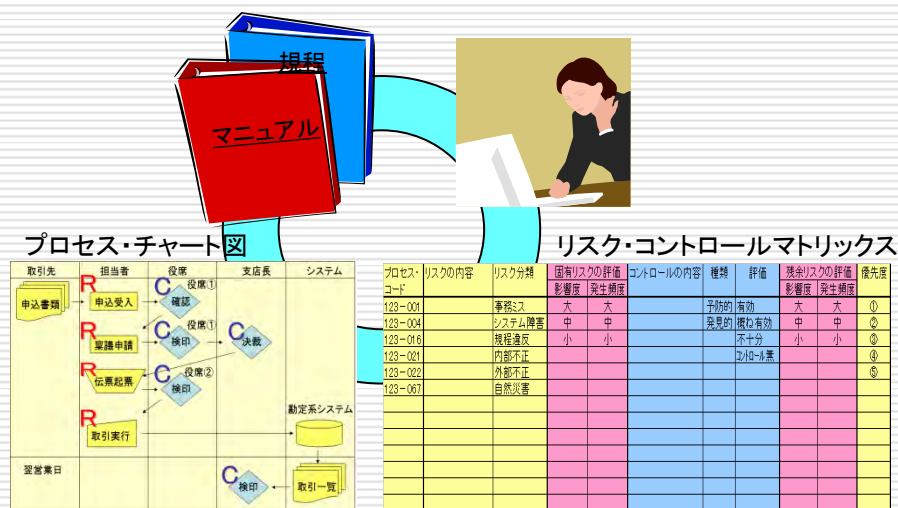 規程
マニュアル
プロセス・チャート図
取引先 担当者 役席 支店長 システム
申込書類 R 申込受入 C 役席① 確認
R 稟議申請 C 役席① 検印 C 決裁
R 伝票起票 C 役席② 検印
R 取引実行 勘定系システム
翌営業日 C 検印 取引一覧
リスク・コントロールマトリックス
プロセス・コード リスクの内容 リスク分類 固有リスクの評価 コントロールの内容 種類 評価 残余リスクの評価 優先度
影響度 発生頻度 影響度 発生頻度
123-001 事務ミス 大 大 予防的 有効 大 大 ①
123-004 システム障害 中 中 発見的 概ね有効 中 中 ②
123-016 規程違反 小 小 不十分 小 小 ③
123-021 内部不正 コントロール無 ④
123-022 外部不正 ⑤
123-067 自然災害